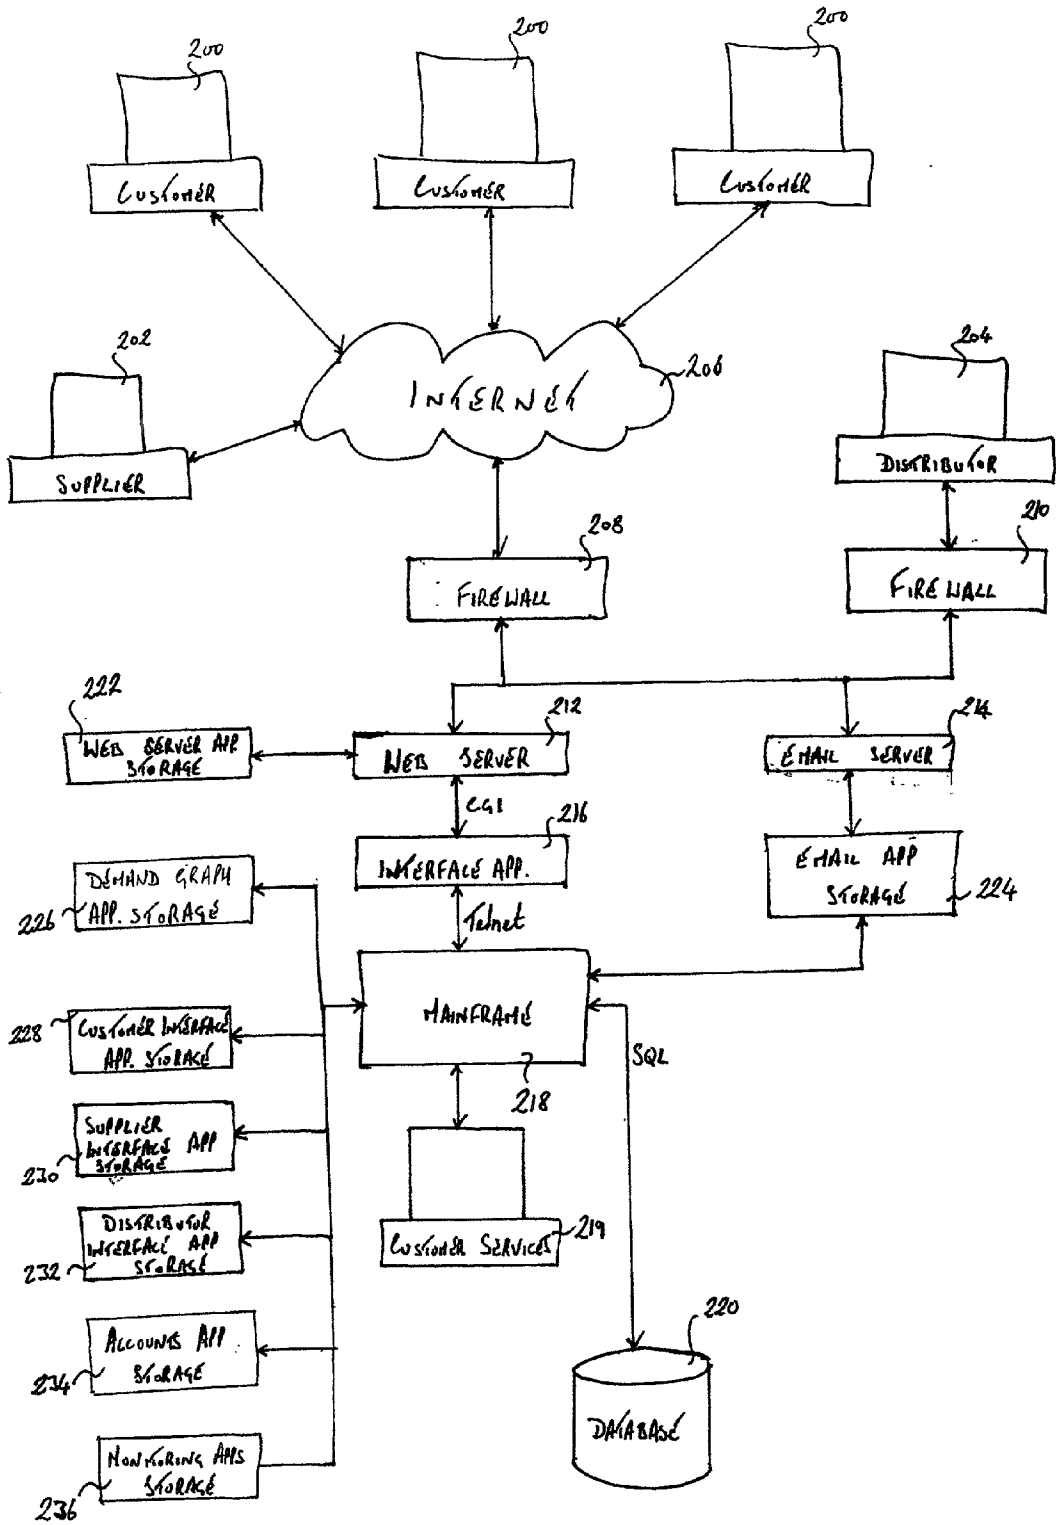 200
200
200
CUSTOMER
CUSTOMER
CUSTOMER
202
204
INTERNET
206
SUPPLIER
DISTRIBUTOR
208
210
FIREWALL
FIREWALL
222
212
214
WEB SERVER APP.
STORAGE
WEB SERVER
EMAIL SERVER
CGI
216
INTERFACE APP.
EMAIL APP
STORAGE
224
DEMAND GRAPH
APP. STORAGE
226
Telnet
MAINFRAME
228
CUSTOMER INTERFACE
APP. STORAGE
SQL
218
SUPPLIER
INTERFACE APP
STORAGE
230
DISTRIBUTOR
INTERFACE APP
STORAGE
232
CUSTOMER SERVICES
219
220
ACCOUNTS APP
STORAGE
234
DATABASE
MONITORING APPS
STORAGE
236